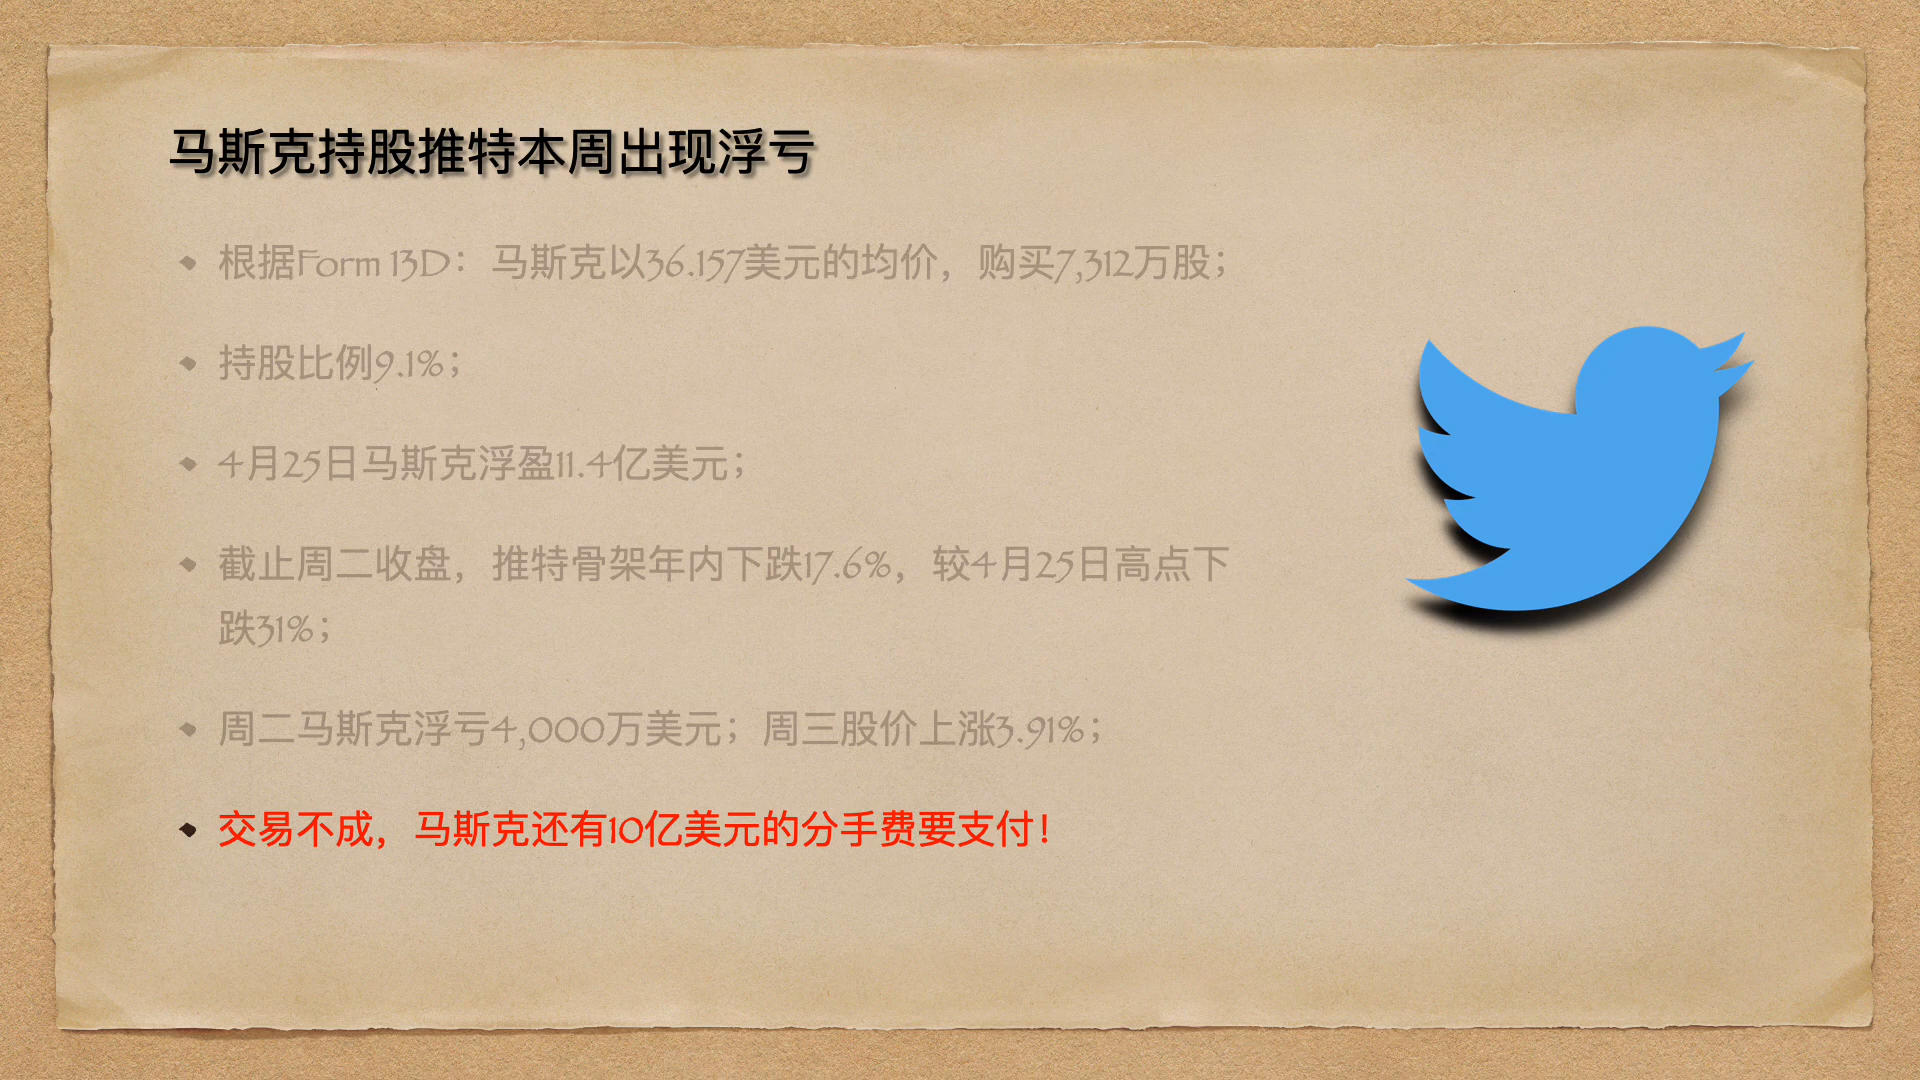 马斯克持股推特本周出现浮亏
根据Form 13D：马斯克以36.157美元的均价，购买7,312万股；
持股比例9.1%；
4月25日马斯克浮盈11.4亿美元；
截止周二收盘，推特骨架年内下跌17.6%，较4月25日高点下
跌31%；
周二马斯克浮亏4,000万美元；周三股价上涨3.91%；
交易不成，马斯克还有10亿美元的分手费要支付！